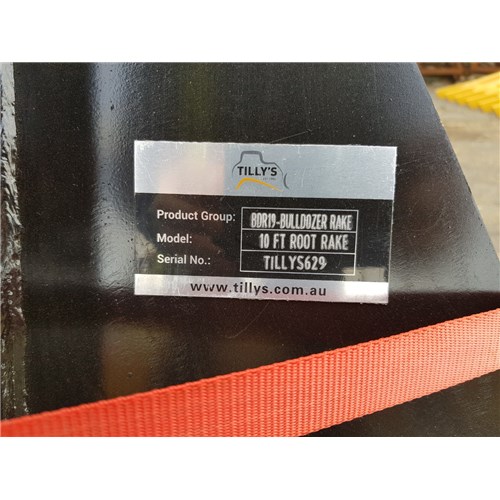 TILLY'S
Product Group: BDR19-BULLDOZER RAKE
Model: 10 FT ROOT RAKE
Serial No.: TILLYS629
www.tillys.com.au